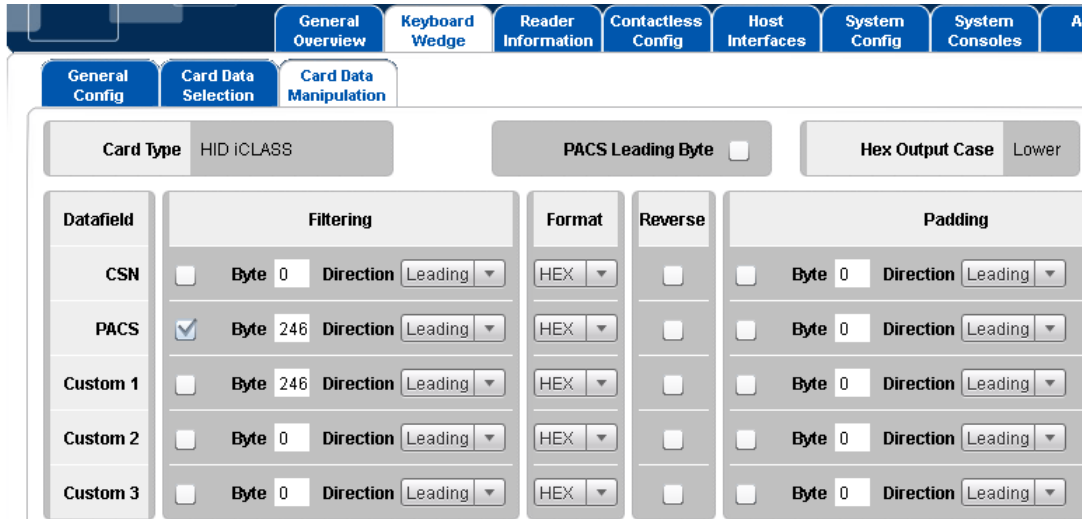 General Overview Keyboard Wedge Reader Information Contactless Config Host Interfaces System Config System Consoles A
General Config Card Data Selection Card Data Manipulation
Card Type HID iCLASS PACS Leading Byte Hex Output Case Lower
Datafield Filtering Format Reverse Padding
CSN Byte 0 Direction Leading HEX Byte 0 Direction Leading
PACS Byte 246 Direction Leading HEX Byte 0 Direction Leading
Custom 1 Byte 246 Direction Leading HEX Byte 0 Direction Leading
Custom 2 Byte 0 Direction Leading HEX Byte 0 Direction Leading
Custom 3 Byte 0 Direction Leading HEX Byte 0 Direction Leading